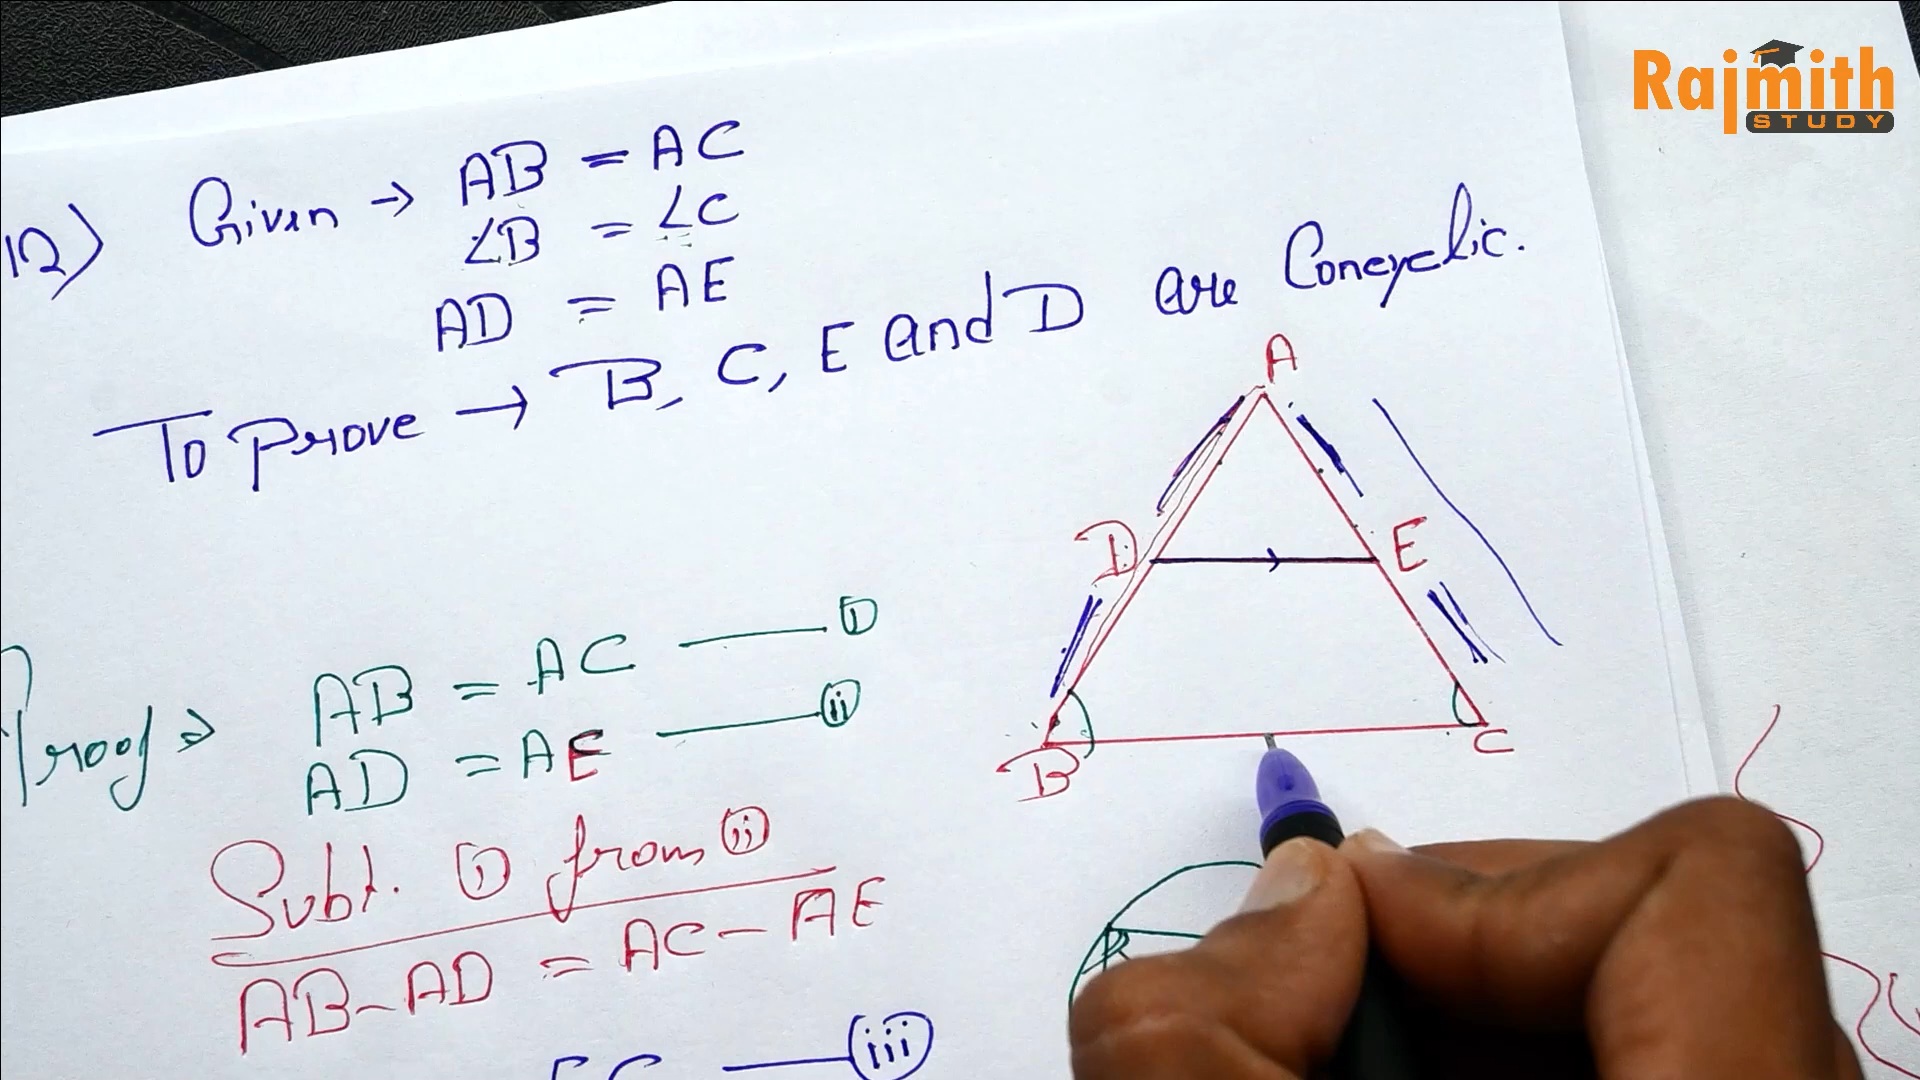 Rajmith
STUDY
12) Given → AB = AC
∠B = ∠C
AD = AE
To Prove → B, C, E and D are Concyclic.
A
D
E
B
C
Proof ⇒ AB = AC — i
AD = AE — ii
Subt. i from ii
AB - AD = AC - AE
EC — iii